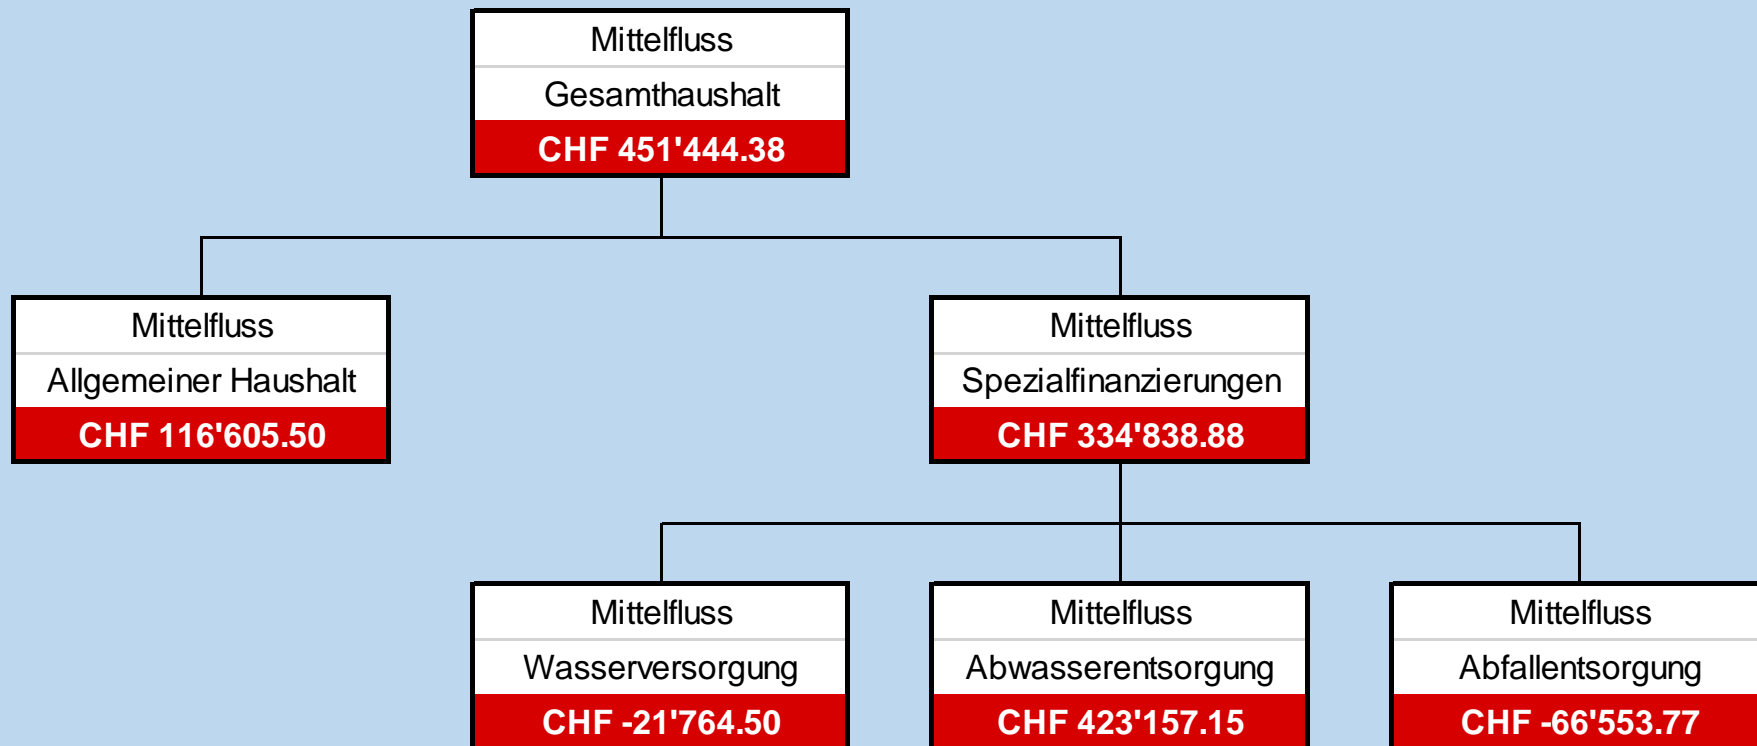 Mittelfluss
Gesamthaushalt
CHF 451'444.38
Mittelfluss
Allgemeiner Haushalt
CHF 116'605.50
Mittelfluss
Spezialfinanzierungen
CHF 334'838.88
Mittelfluss
Wasserversorgung
CHF -21'764.50
Mittelfluss
Abwasserentsorgung
CHF 423'157.15
Mittelfluss
Abfallentsorgung
CHF -66'553.77